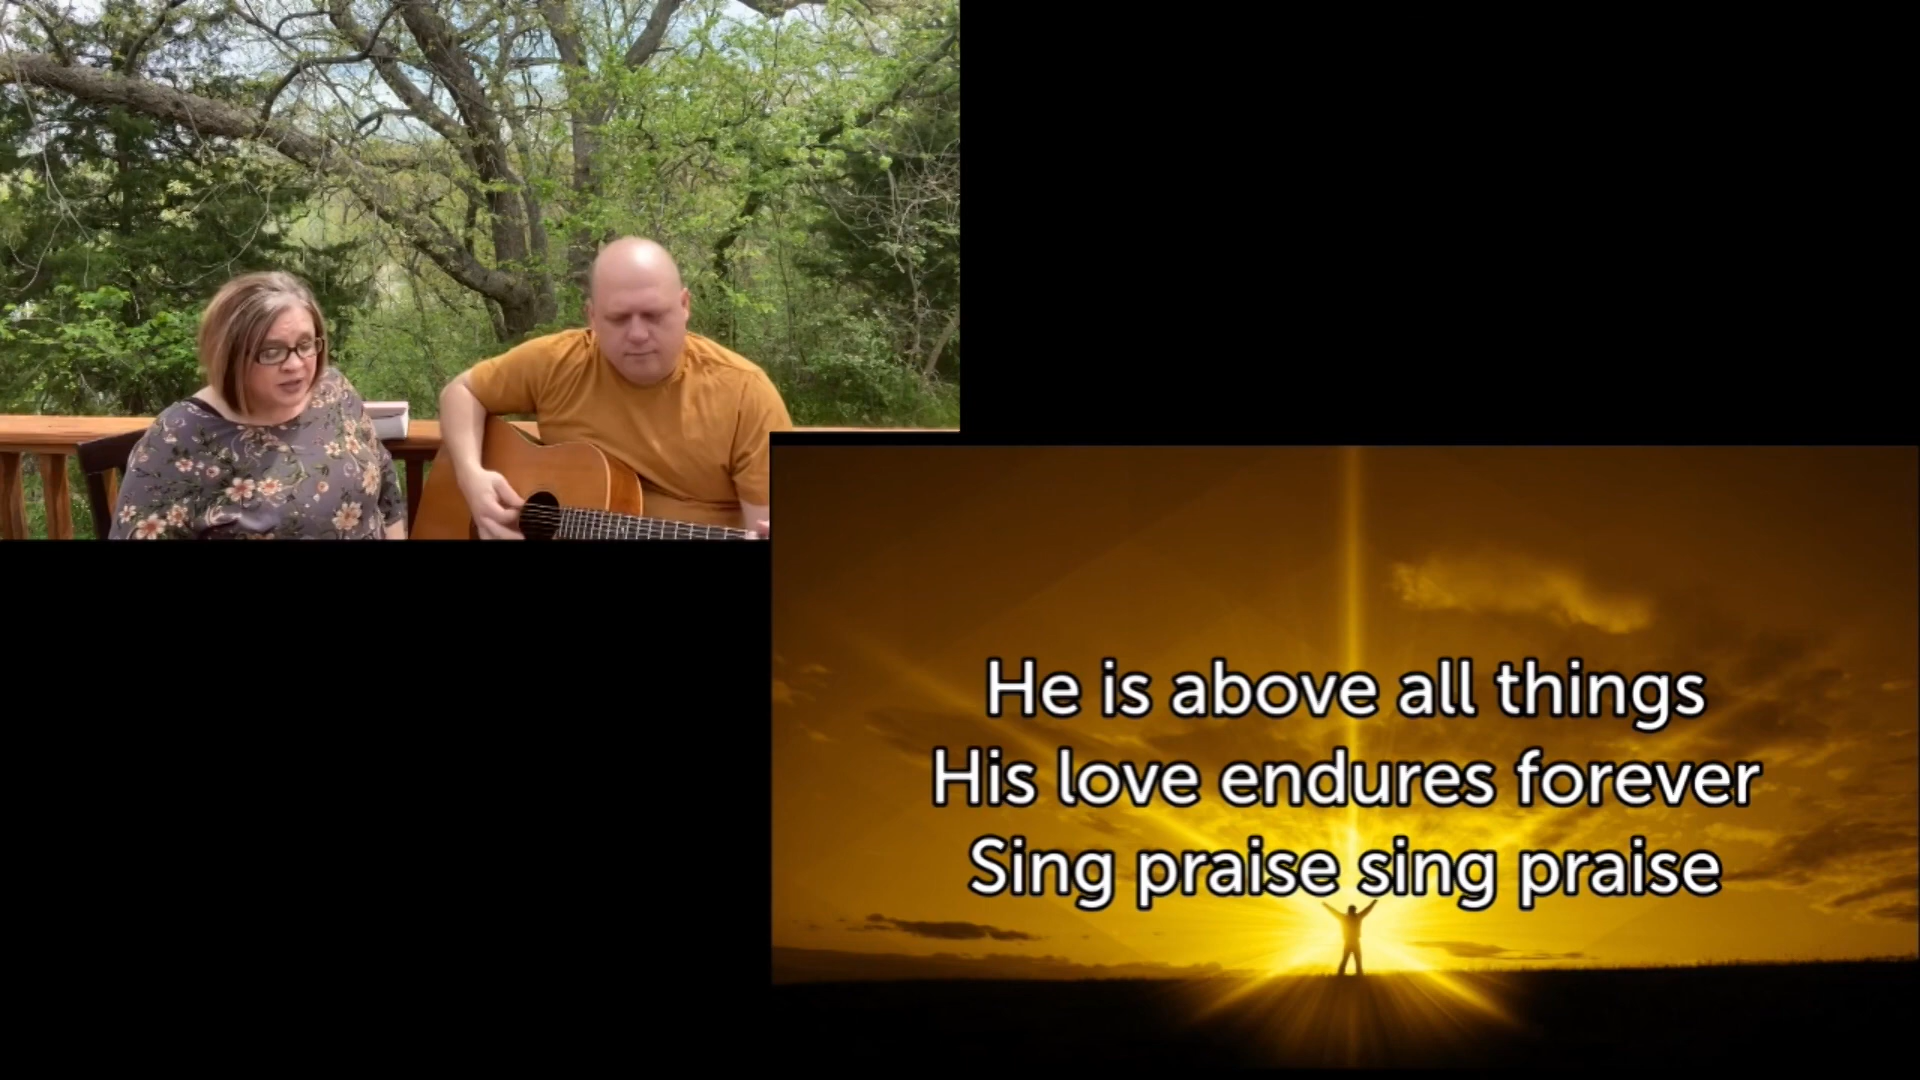 He is above all things
His love endures forever
Sing praise sing praise